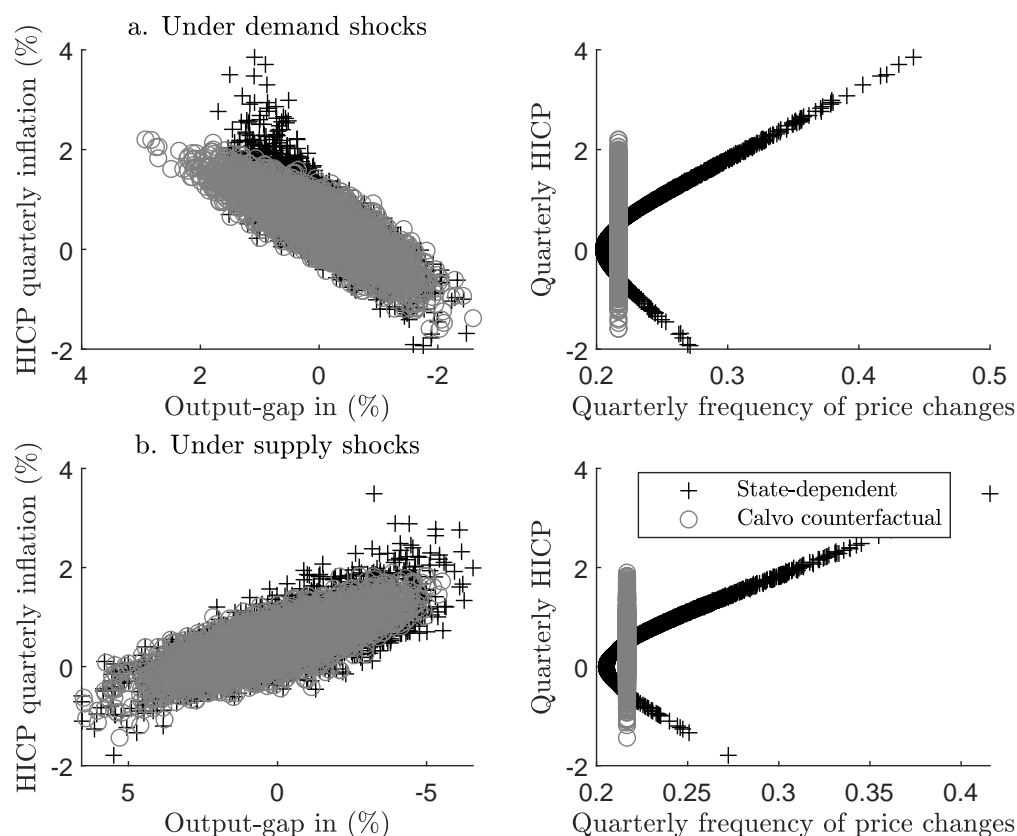 a. Under demand shocks
HICP quarterly inflation (%)
4
2
0
-2
4
2
0
-2
Output-gap in (%)
Quarterly HICP
4
2
0
-2
0.2
0.3
0.4
0.5
Quarterly frequency of price changes
b. Under supply shocks
HICP quarterly inflation (%)
4
2
0
-2
5
0
-5
Output-gap in (%)
Quarterly HICP
4
2
0
-2
State-dependent
Calvo counterfactual
0.2
0.25
0.3
0.35
0.4
Quarterly frequency of price changes